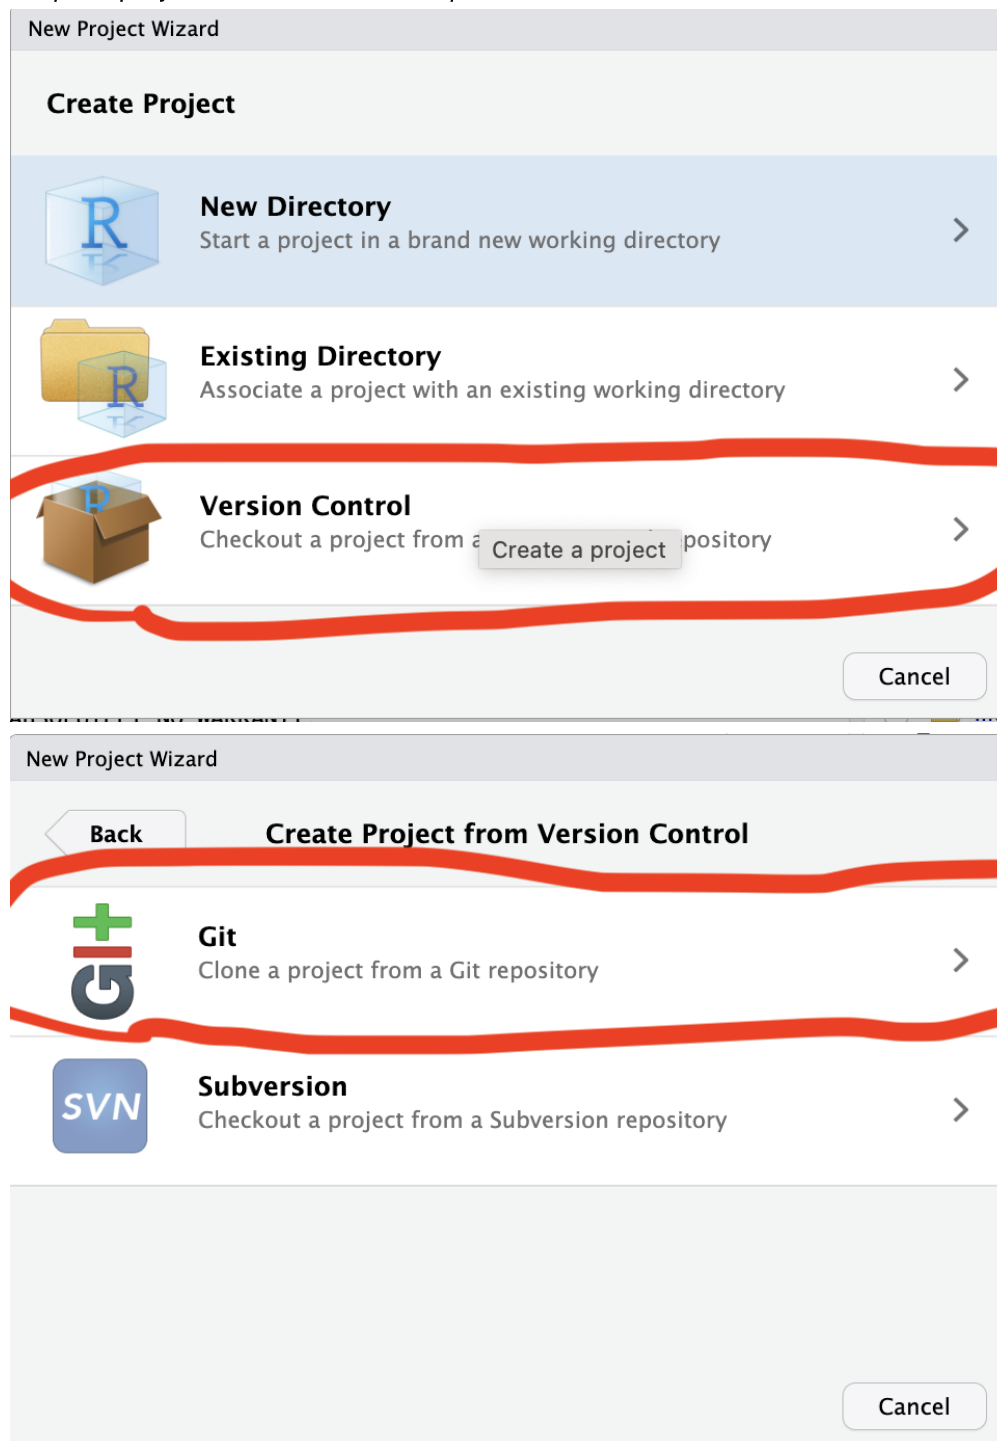 New Project Wizard
Create Project
R
New Directory
Start a project in a brand new working directory
R
Existing Directory
Associate a project with an existing working directory
R
Version Control
Checkout a project from a
Create a project
Cancel
New Project Wizard
Back
Create Project from Version Control
Git
Git
Clone a project from a Git repository
SVN
Subversion
Checkout a project from a Subversion repository
Cancel